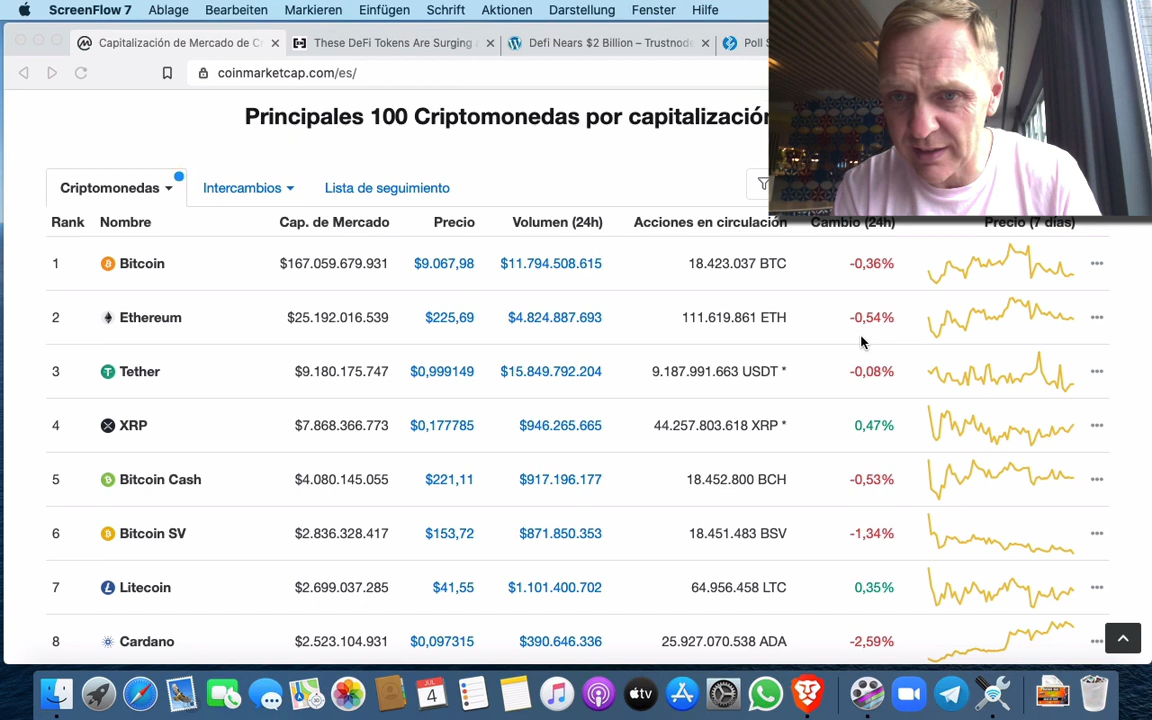 ScreenFlow 7 Ablage Bearbeiten Markieren Einfügen Schrift Aktionen Darstellung Fenster Hilfe
Capitalización de Mercado de C These DeFi Tokens Are Surging Defi Nears $2 Billion – Trustnode Poll
coinmarketcap.com/es/
Principales 100 Criptomonedas por capitalización
Criptomonedas Intercambios Lista de seguimiento
Rank Nombre Cap. de Mercado Precio Volumen (24h) Acciones en circulación Cambio (24h) Precio (7 días)
1 Bitcoin $167.059.679.931 $9.067,98 $11.794.508.615 18.423.037 BTC -0,36%
2 Ethereum $25.192.016.539 $225,69 $4.824.887.693 111.619.861 ETH -0,54%
3 Tether $9.180.175.747 $0,999149 $15.849.792.204 9.187.991.663 USDT * -0,08%
4 XRP $7.868.366.773 $0,177785 $946.265.665 44.257.803.618 XRP * 0,47%
5 Bitcoin Cash $4.080.145.055 $221,11 $917.196.177 18.452.800 BCH -0,53%
6 Bitcoin SV $2.836.328.417 $153,72 $871.850.353 18.451.483 BSV -1,34%
7 Litecoin $2.699.037.285 $41,55 $1.101.400.702 64.956.458 LTC 0,35%
8 Cardano $2.523.104.931 $0,097315 $390.646.336 25.927.070.538 ADA -2,59%
JUL
4
tv